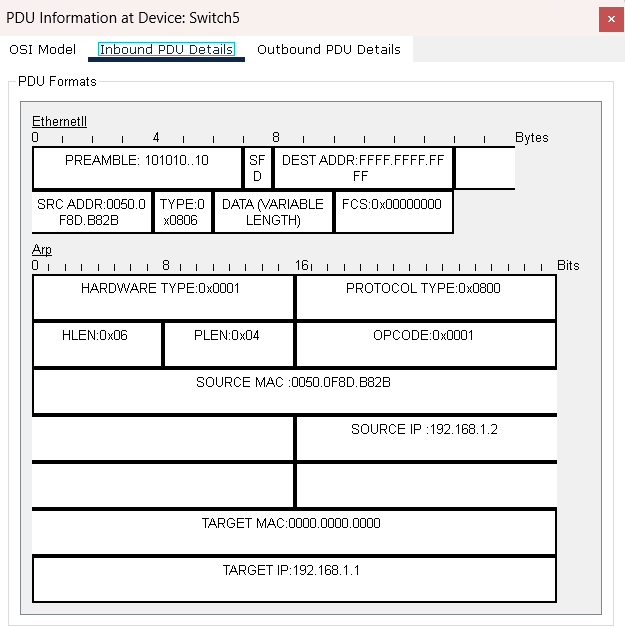 PDU Information at Device: Switch5
×
OSI Model Inbound PDU Details Outbound PDU Details
PDU Formats
EthernetII
0 4 8 Bytes
PREAMBLE: 101010..10
SF
D
DEST ADDR:FFFF.FFFF.FF
FF
SRC ADDR:0050.0
F8D.B82B
TYPE:0
x0806
DATA (VARIABLE
LENGTH)
FCS:0x00000000
Arp
0 8 16 Bits
HARDWARE TYPE:0x0001 PROTOCOL TYPE:0x0800
HLEN:0x06 PLEN:0x04 OPCODE:0x0001
SOURCE MAC :0050.0F8D.B82B
SOURCE IP :192.168.1.2
TARGET MAC:0000.0000.0000
TARGET IP:192.168.1.1